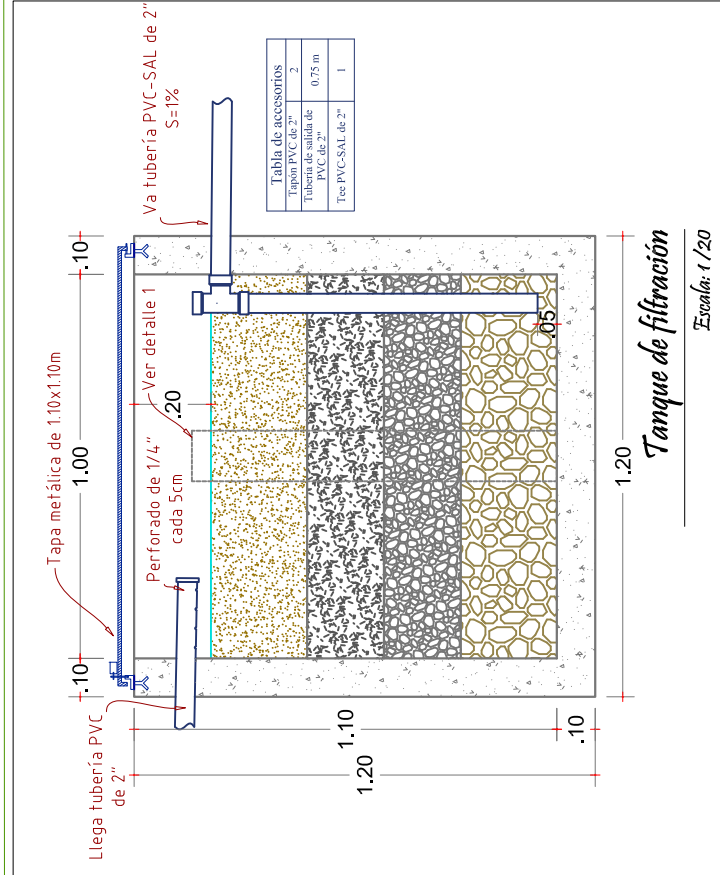 Llega tubería PVC
de 2"
Tapa metálica de 1.10x1.10m
Perforado de 1/4"
cada 5cm
Ver detalle 1
Va tubería PVC-SAL de 2"
S=1%
.10
1.00
.10
.20
.05
1.10
.10
1.20
1.20
Tabla de accesorios
Tapón PVC de 2" 2
Tubería de salida de
PVC de 2" 0.75 m
Tee PVC-SAL de 2" 1
Tanque de filtración
Escala: 1/20